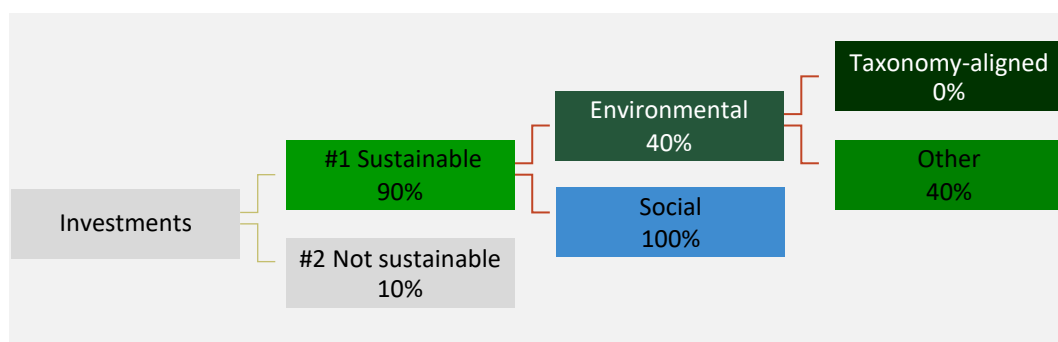 Investments
#1 Sustainable
90%
#2 Not sustainable
10%
Environmental
40%
Social
100%
Taxonomy-aligned
0%
Other
40%